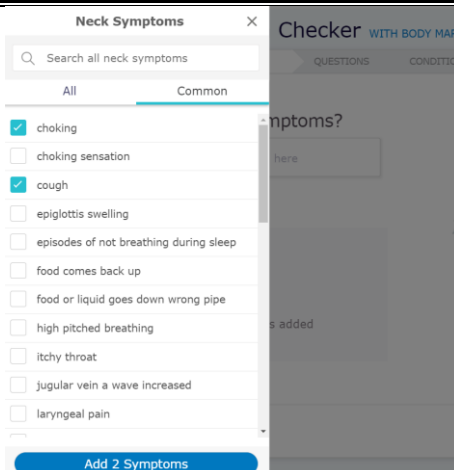 Neck Symptoms
Search all neck symptoms
All Common
choking
choking sensation
cough
epiglottis swelling
episodes of not breathing during sleep
food comes back up
food or liquid goes down wrong pipe
high pitched breathing
itchy throat
jugular vein a wave increased
laryngeal pain
Add 2 Symptoms
Checker WITH BODY MAP
QUESTIONS CONDITIO
mptoms?
here
s added